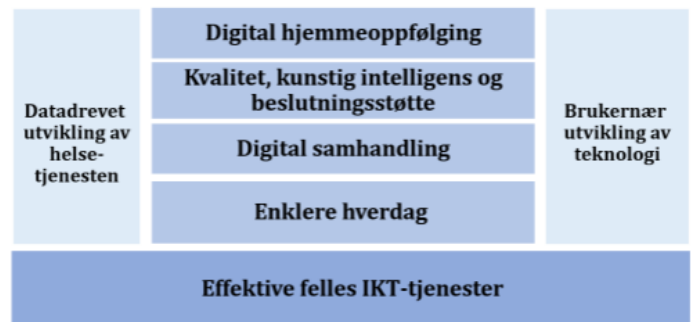 Datadrevet
utvikling av
helse-
tjenesten
Digital hjemmeoppfølging
Kvalitet, kunstig intelligens og
beslutningsstøtte
Digital samhandling
Enklere hverdag
Brukernær
utvikling av
teknologi
Effektive felles IKT-tjenester